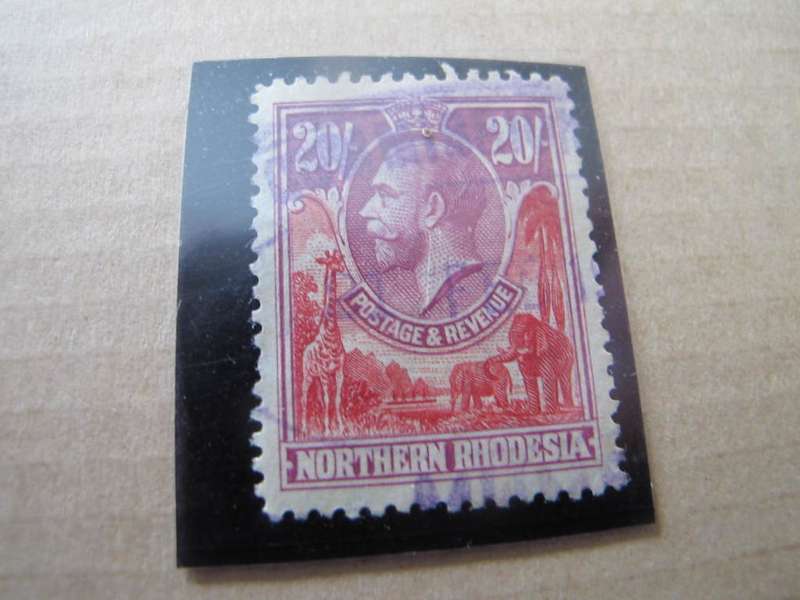 20/- 20/-
POSTAGE & REVENUE
NORTHERN RHODESIA